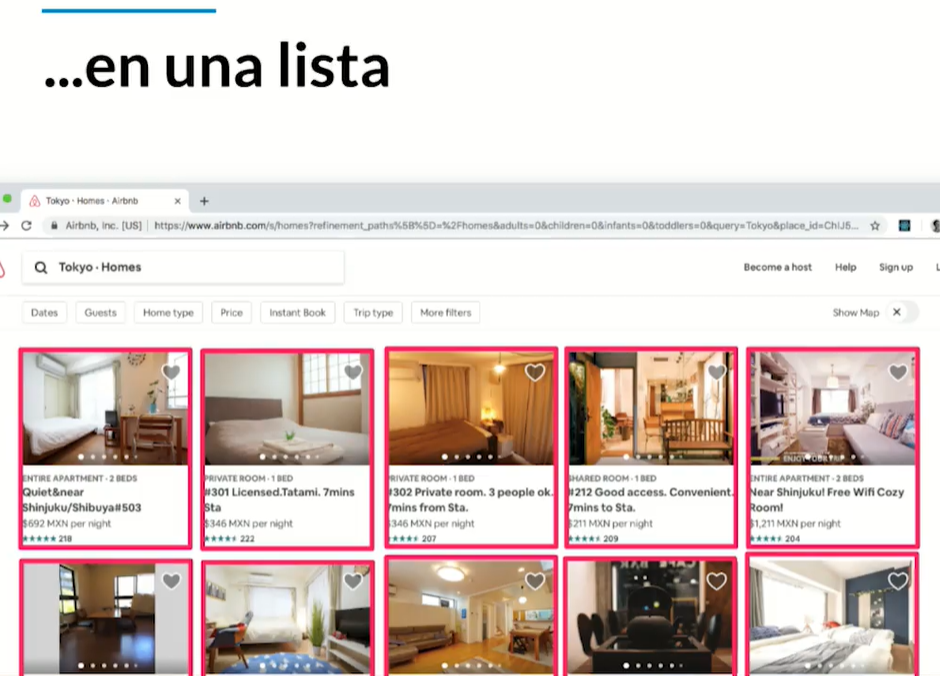 ...en una lista
Tokyo · Homes · Airbnb
Airbnb, Inc. [US]
https://www.airbnb.com/s/homes?refinement_paths%5B%5D=%2Fhomes&adults=0&children=0&infants=0&toddlers=0&query=Tokyo&place_id=ChIJ5...
Tokyo · Homes
Become a host Help Sign up
Dates Guests Home type Price Instant Book Trip type More filters Show Map
ENTIRE APARTMENT · 2 BEDS
Quiet&near
Shinjuku/Shibuya#503
$692 MXN per night
218
PRIVATE ROOM · 1 BED
#301 Licensed.Tatami. 7mins
Sta
$346 MXN per night
222
PRIVATE ROOM · 1 BED
#302 Private room. 3 people ok.
7mins from Sta.
$346 MXN per night
207
SHARED ROOM · 1 BED
#212 Good access. Convenient.
7mins to Sta.
$211 MXN per night
209
ENJOY YOUR TRIP
ENTIRE APARTMENT · 2 BEDS
Near Shinjuku! Free Wifi Cozy
Room!
$1,211 MXN per night
204